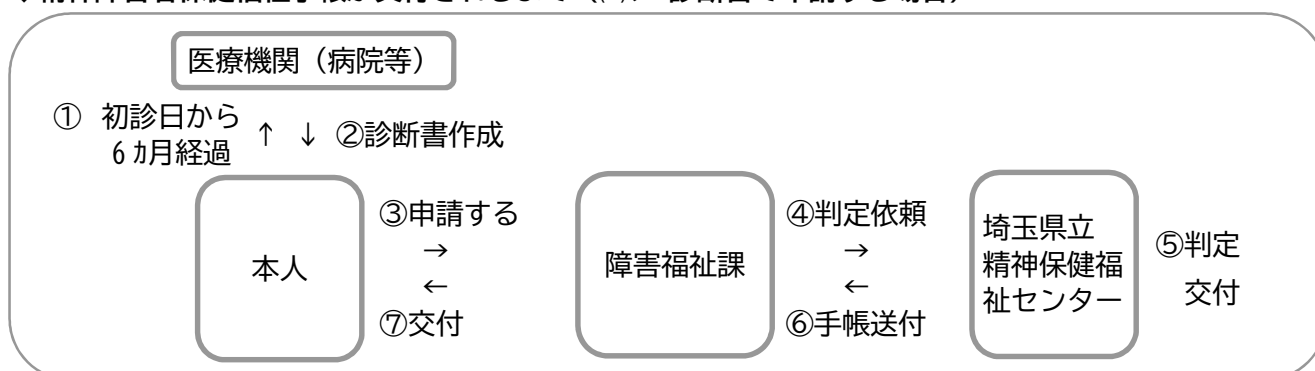 医療機関（病院等）
① 初診日から
6ｶ月経過
↑ ↓ ②診断書作成
本人
③申請する
→
←
⑦交付
障害福祉課
④判定依頼
→
←
⑥手帳送付
埼玉県立
精神保健福
祉センター
⑤判定
交付